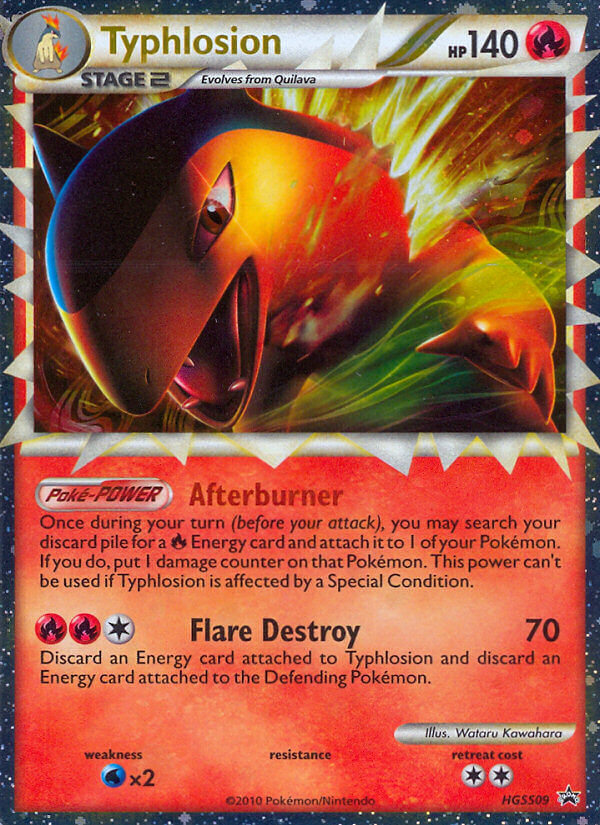 Typhlosion
HP 140
STAGE 2
Evolves from Quilava
Poké-POWER Afterburner
Once during your turn (before your attack), you may search your
discard pile for a Energy card and attach it to 1 of your Pokémon.
If you do, put 1 damage counter on that Pokémon. This power can't
be used if Typhlosion is affected by a Special Condition.
Flare Destroy 70
Discard an Energy card attached to Typhlosion and discard an
Energy card attached to the Defending Pokémon.
Illus. Wataru Kawahara
weakness resistance retreat cost
×2
©2010 Pokémon/Nintendo HGSS09
PROMO